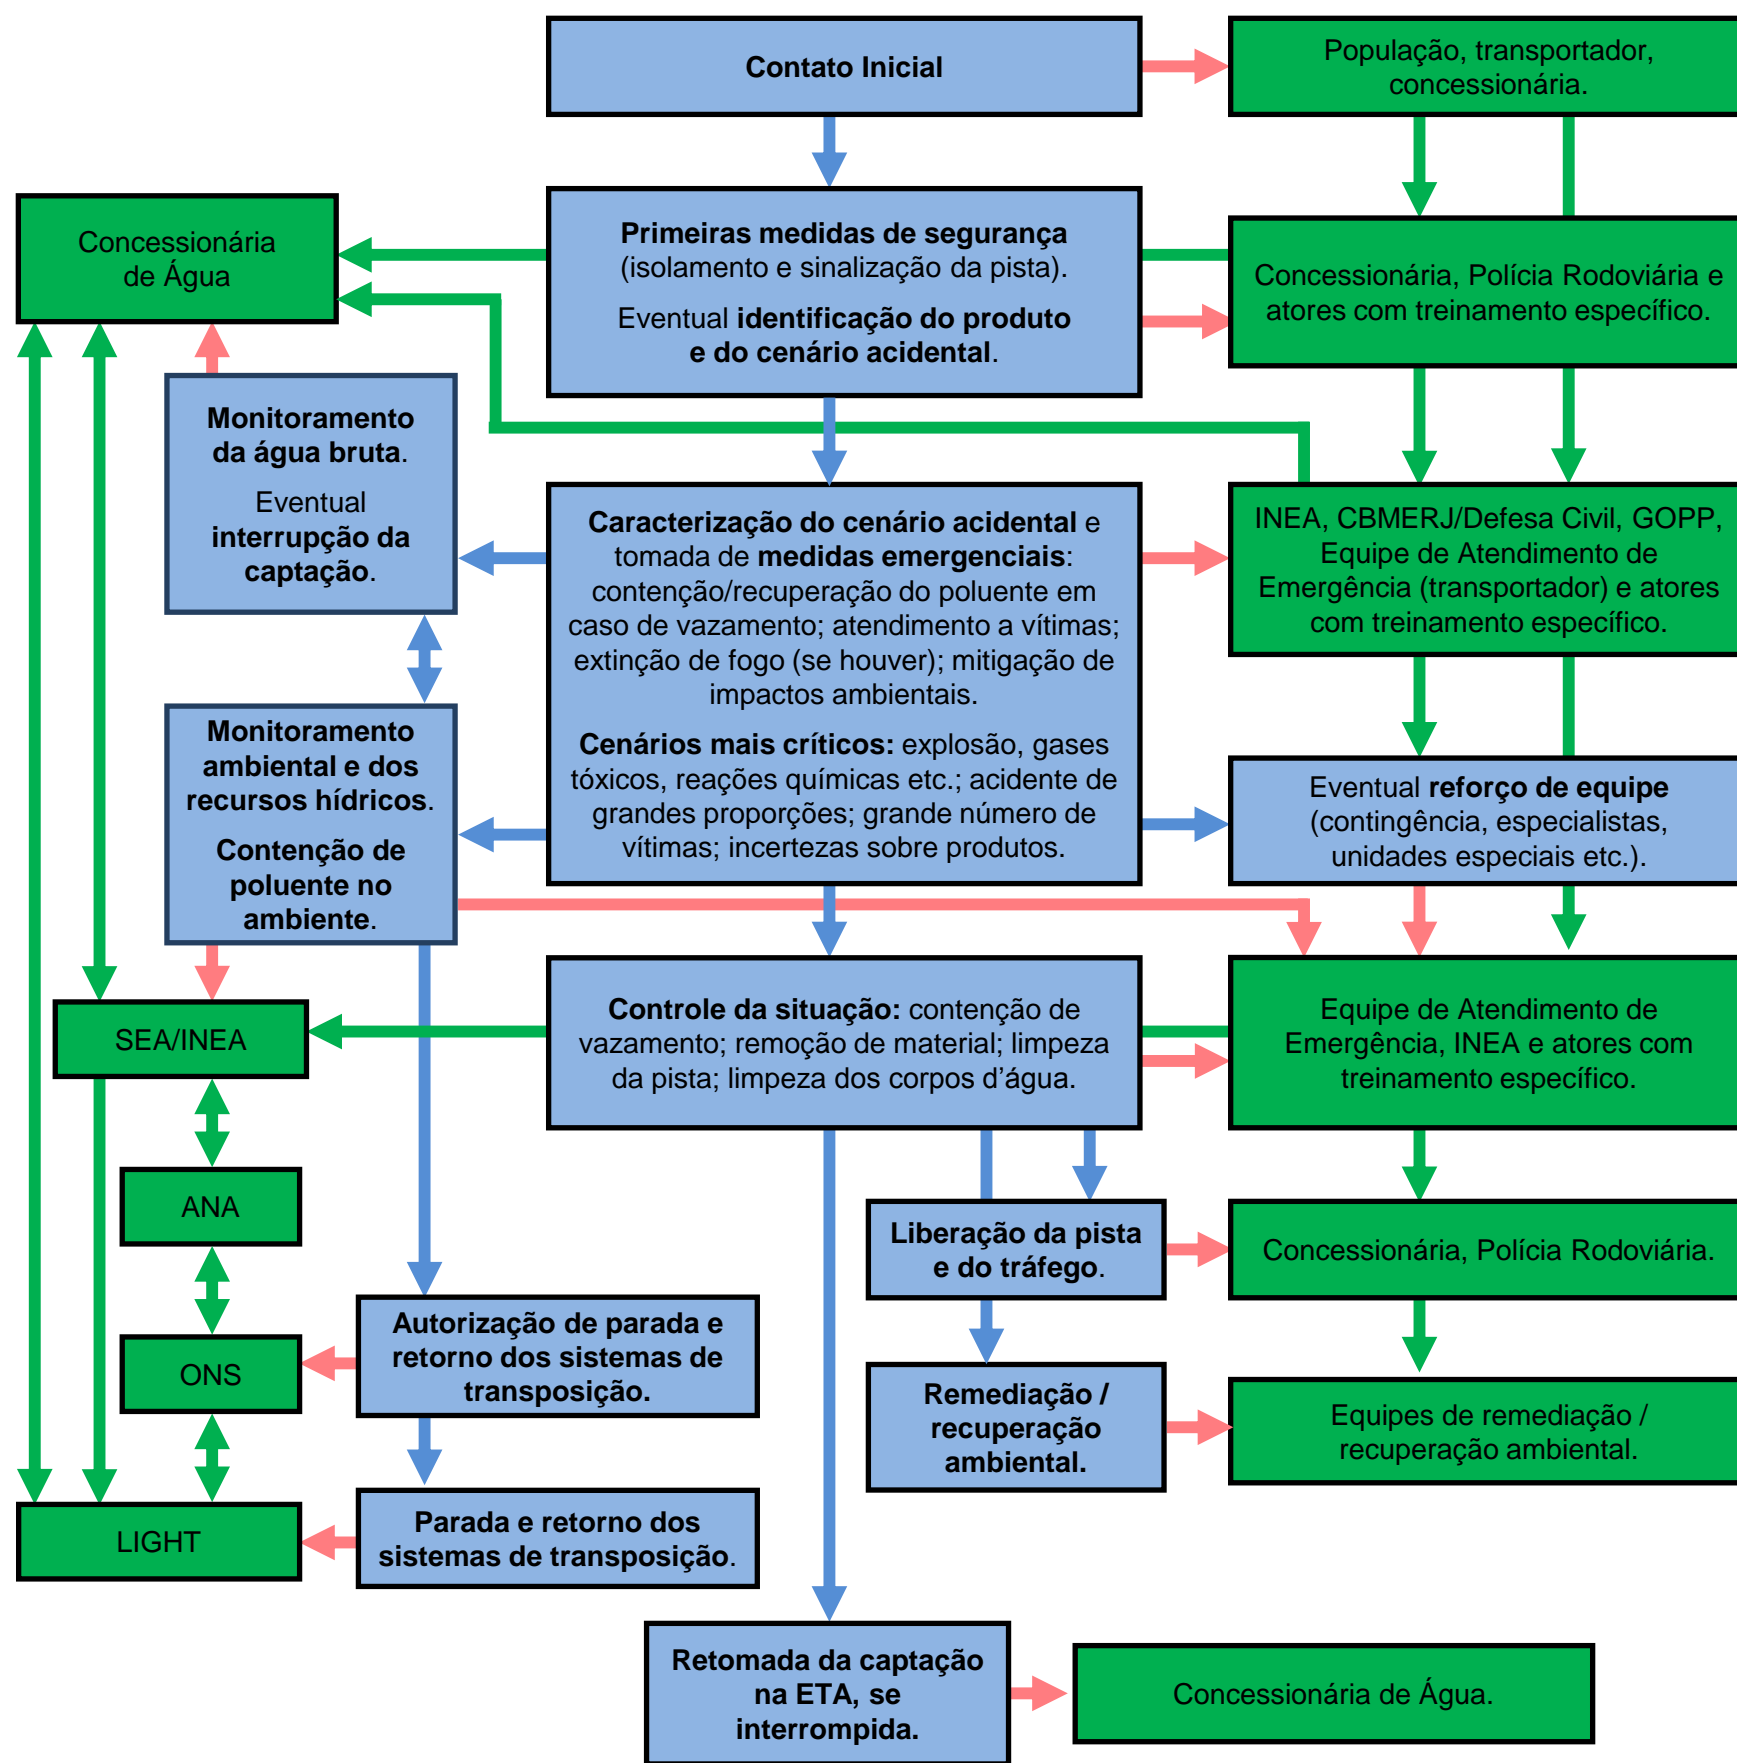 Contato Inicial
População, transportador,
concessionária.
Concessionária
de Água
Primeiras medidas de segurança
(isolamento e sinalização da pista).
Eventual identificação do produto
e do cenário acidental.
Concessionária, Polícia Rodoviária e
atores com treinamento específico.
Monitoramento
da água bruta.
Eventual
interrupção da
captação.
Caracterização do cenário acidental e
tomada de medidas emergenciais:
contenção/recuperação do poluente em
caso de vazamento; atendimento a vítimas;
extinção de fogo (se houver); mitigação de
impactos ambientais.
Cenários mais críticos: explosão, gases
tóxicos, reações químicas etc.; acidente de
grandes proporções; grande número de
vítimas; incertezas sobre produtos.
INEA, CBMERJ/Defesa Civil, GOPP,
Equipe de Atendimento de
Emergência (transportador) e atores
com treinamento específico.
Monitoramento
ambiental e dos
recursos hídricos.
Contenção de
poluente no
ambiente.
Eventual reforço de equipe
(contingência, especialistas,
unidades especiais etc.).
SEA/INEA
Controle da situação: contenção de
vazamento; remoção de material; limpeza
da pista; limpeza dos corpos d’água.
Equipe de Atendimento de
Emergência, INEA e atores com
treinamento específico.
ANA
Liberação da pista
e do tráfego.
Concessionária, Polícia Rodoviária.
ONS
Autorização de parada e
retorno dos sistemas de
transposição.
Remediação /
recuperação
ambiental.
Equipes de remediação /
recuperação ambiental.
LIGHT
Parada e retorno dos
sistemas de transposição.
Retomada da captação
na ETA, se
interrompida.
Concessionária de Água.